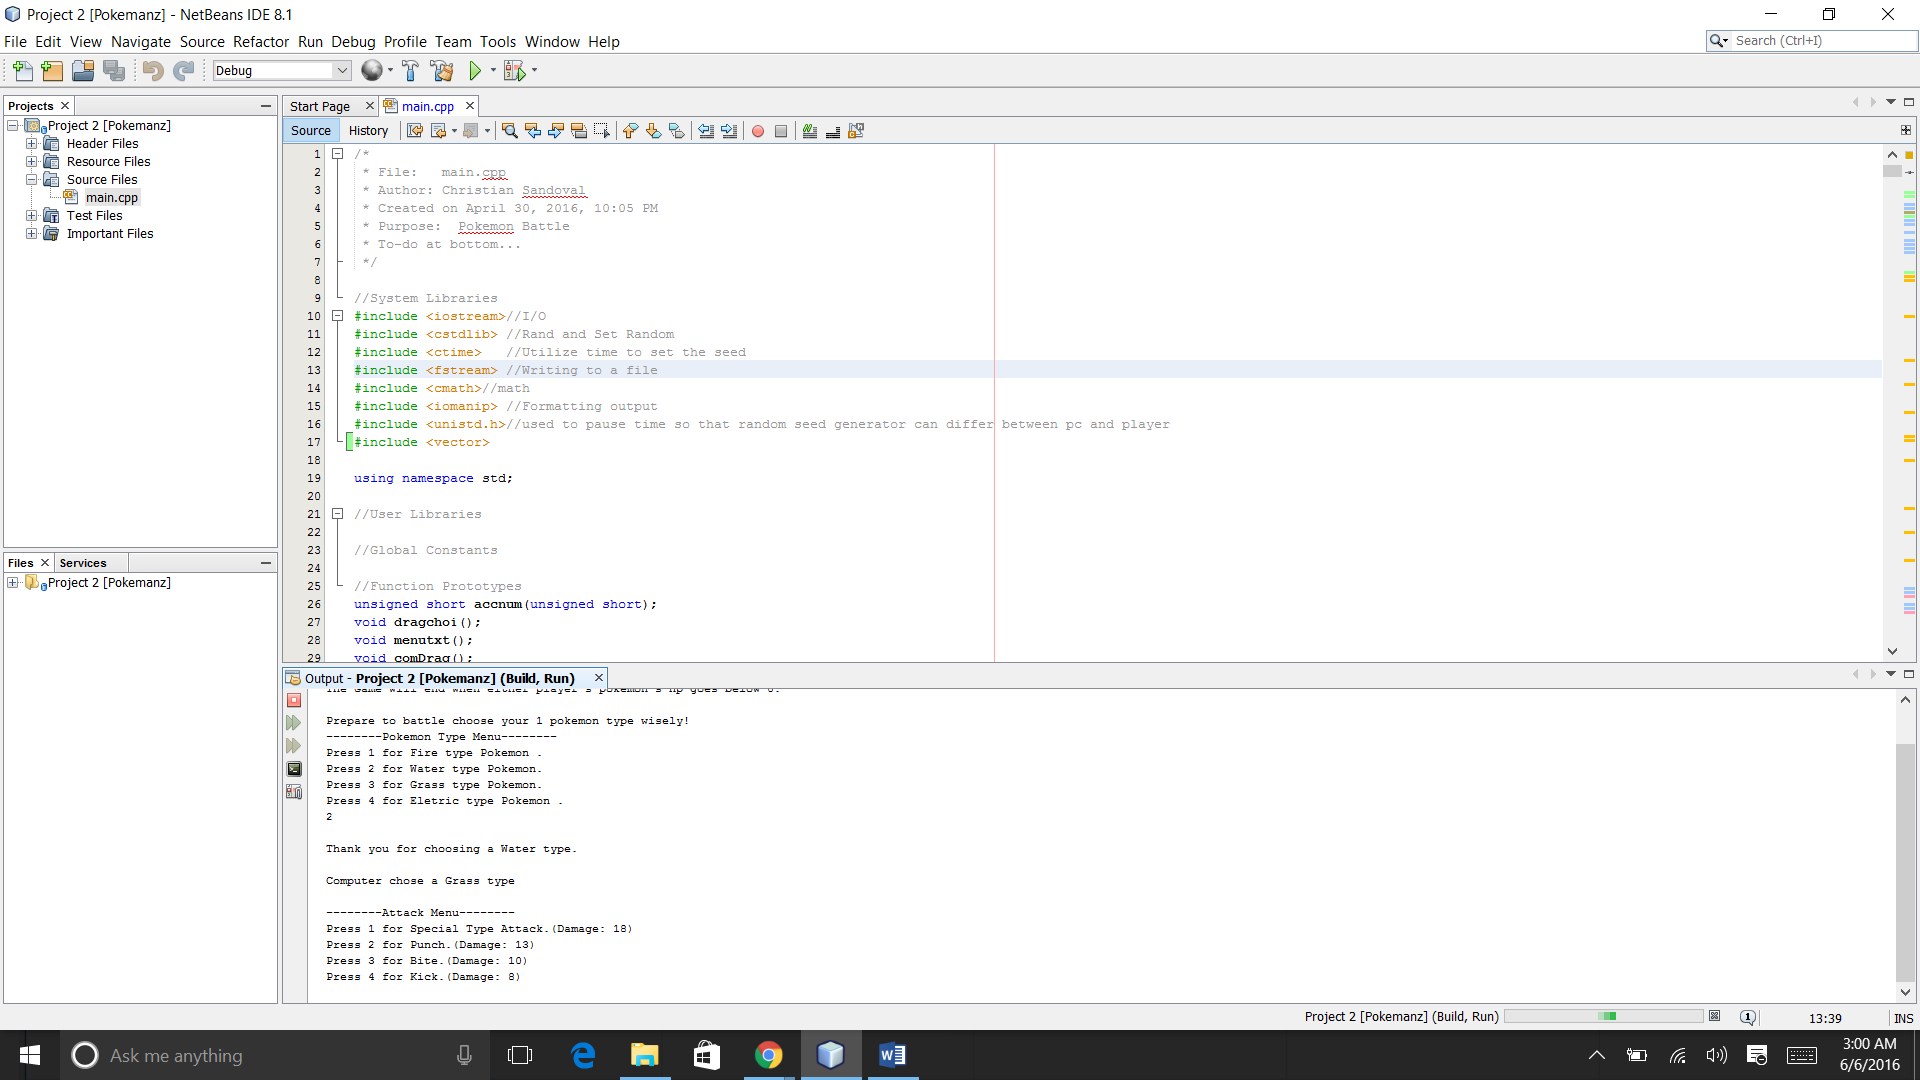 Project 2 [Pokemanz] - NetBeans IDE 8.1
File Edit View Navigate Source Refactor Run Debug Profile Team Tools Window Help
Search (Ctrl+I)
Debug
Projects
Project 2 [Pokemanz]
Header Files
Resource Files
Source Files
main.cpp
Test Files
Important Files
Files
Services
Project 2 [Pokemanz]
Start Page
main.cpp
Source
History
1 /*
2 * File:   main.cpp
3 * Author: Christian Sandoval
4 * Created on April 30, 2016, 10:05 PM
5 * Purpose:  Pokemon Battle
6 * To-do at bottom...
7 */
8
9 //System Libraries
10 #include <iostream>//I/O
11 #include <cstdlib> //Rand and Set Random
12 #include <ctime>   //Utilize time to set the seed
13 #include <fstream> //Writing to a file
14 #include <cmath>//math
15 #include <iomanip> //Formatting output
16 #include <unistd.h>//used to pause time so that random seed generator can differ between pc and player
17 #include <vector>
18
19 using namespace std;
20
21 //User Libraries
22
23 //Global Constants
24
25 //Function Prototypes
26 unsigned short accnum(unsigned short);
27 void dragchoi();
28 void menutxt();
29 void comDrag();
Output - Project 2 [Pokemanz] (Build, Run)
The Game will end when either player's pokemon's hp goes below 0.
Prepare to battle choose your 1 pokemon type wisely!
--------Pokemon Type Menu--------
Press 1 for Fire type Pokemon .
Press 2 for Water type Pokemon.
Press 3 for Grass type Pokemon.
Press 4 for Eletric type Pokemon .
2
Thank you for choosing a Water type.
Computer chose a Grass type
--------Attack Menu--------
Press 1 for Special Type Attack.(Damage: 18)
Press 2 for Punch.(Damage: 13)
Press 3 for Bite.(Damage: 10)
Press 4 for Kick.(Damage: 8)
Project 2 [Pokemanz] (Build, Run)
1
13:39
INS
Ask me anything
3:00 AM
6/6/2016